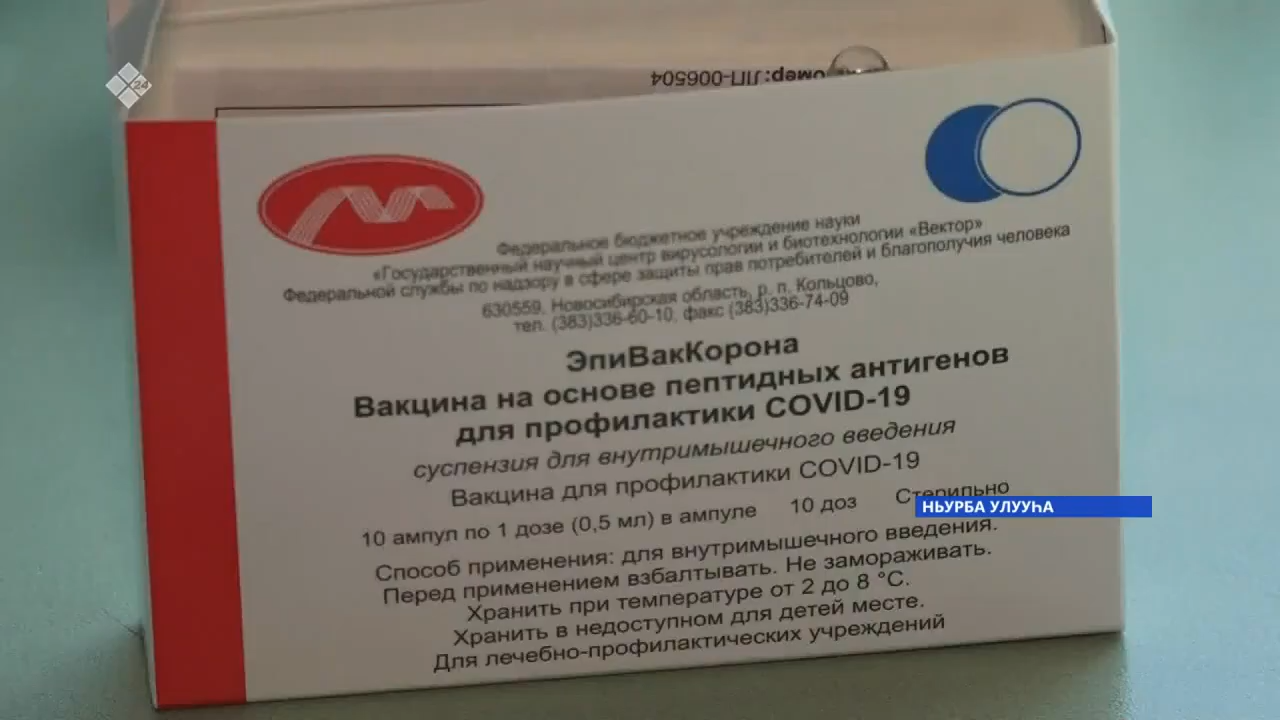 24
омер: ЛП-006504
Федеральное бюджетное учреждение науки
«Государственный научный центр вирусологии и биотехнологии «Вектор»
Федеральной службы по надзору в сфере защиты прав потребителей и благополучия человека
630559, Новосибирская область, р. п. Кольцово,
тел. (383)336-60-10, факс (383)336-74-09
ЭпиВакКорона
Вакцина на основе пептидных антигенов
для профилактики COVID-19
суспензия для внутримышечного введения
Вакцина для профилактики COVID-19
10 ампул по 1 дозе (0,5 мл) в ампуле 10 доз Стерильно
НЬУРБА УЛУУҺА
Способ применения: для внутримышечного введения.
Перед применением взбалтывать. Не замораживать.
Хранить при температуре от 2 до 8 °C.
Хранить в недоступном для детей месте.
Для лечебно-профилактических учреждений